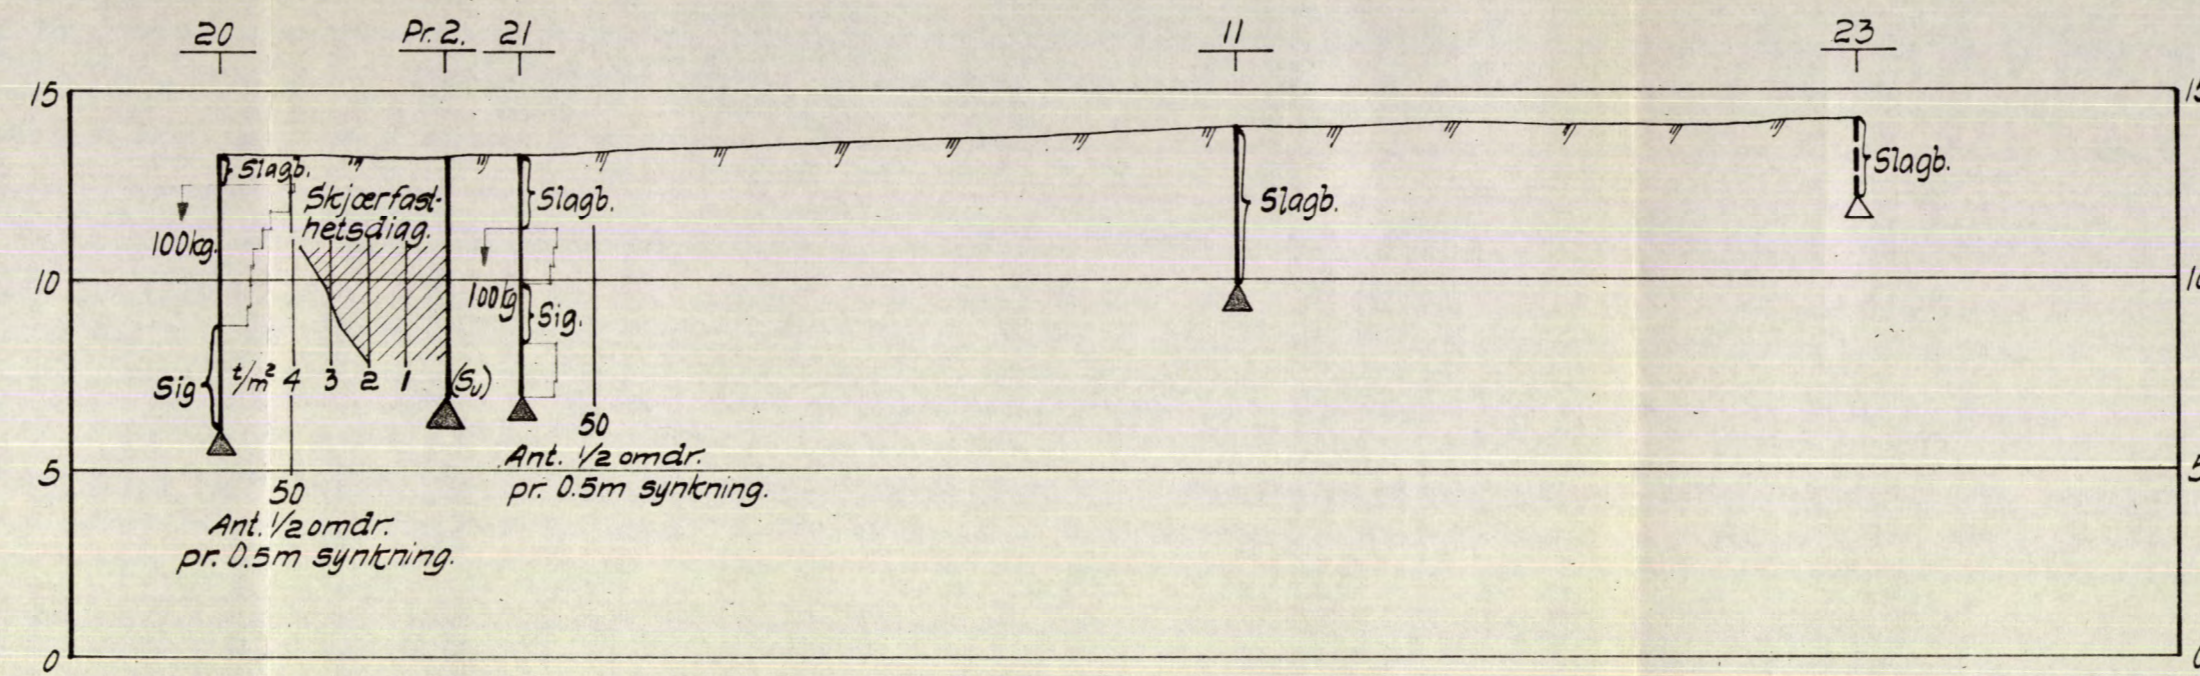 20 Pr. 2. 21 11 23
15 15
Slagb.
Skjærfast-
hetsdiag.
100kg.
Slagb.
100kg
Sig.
Slagb.
Slagb.
10 10
Sig
t/m² 4 3 2 1 (Su)
50
Ant. 1/2 omdr.
pr. 0.5m synkning.
5 5
50
Ant. 1/2 omdr.
pr. 0.5m synkning.
0 0